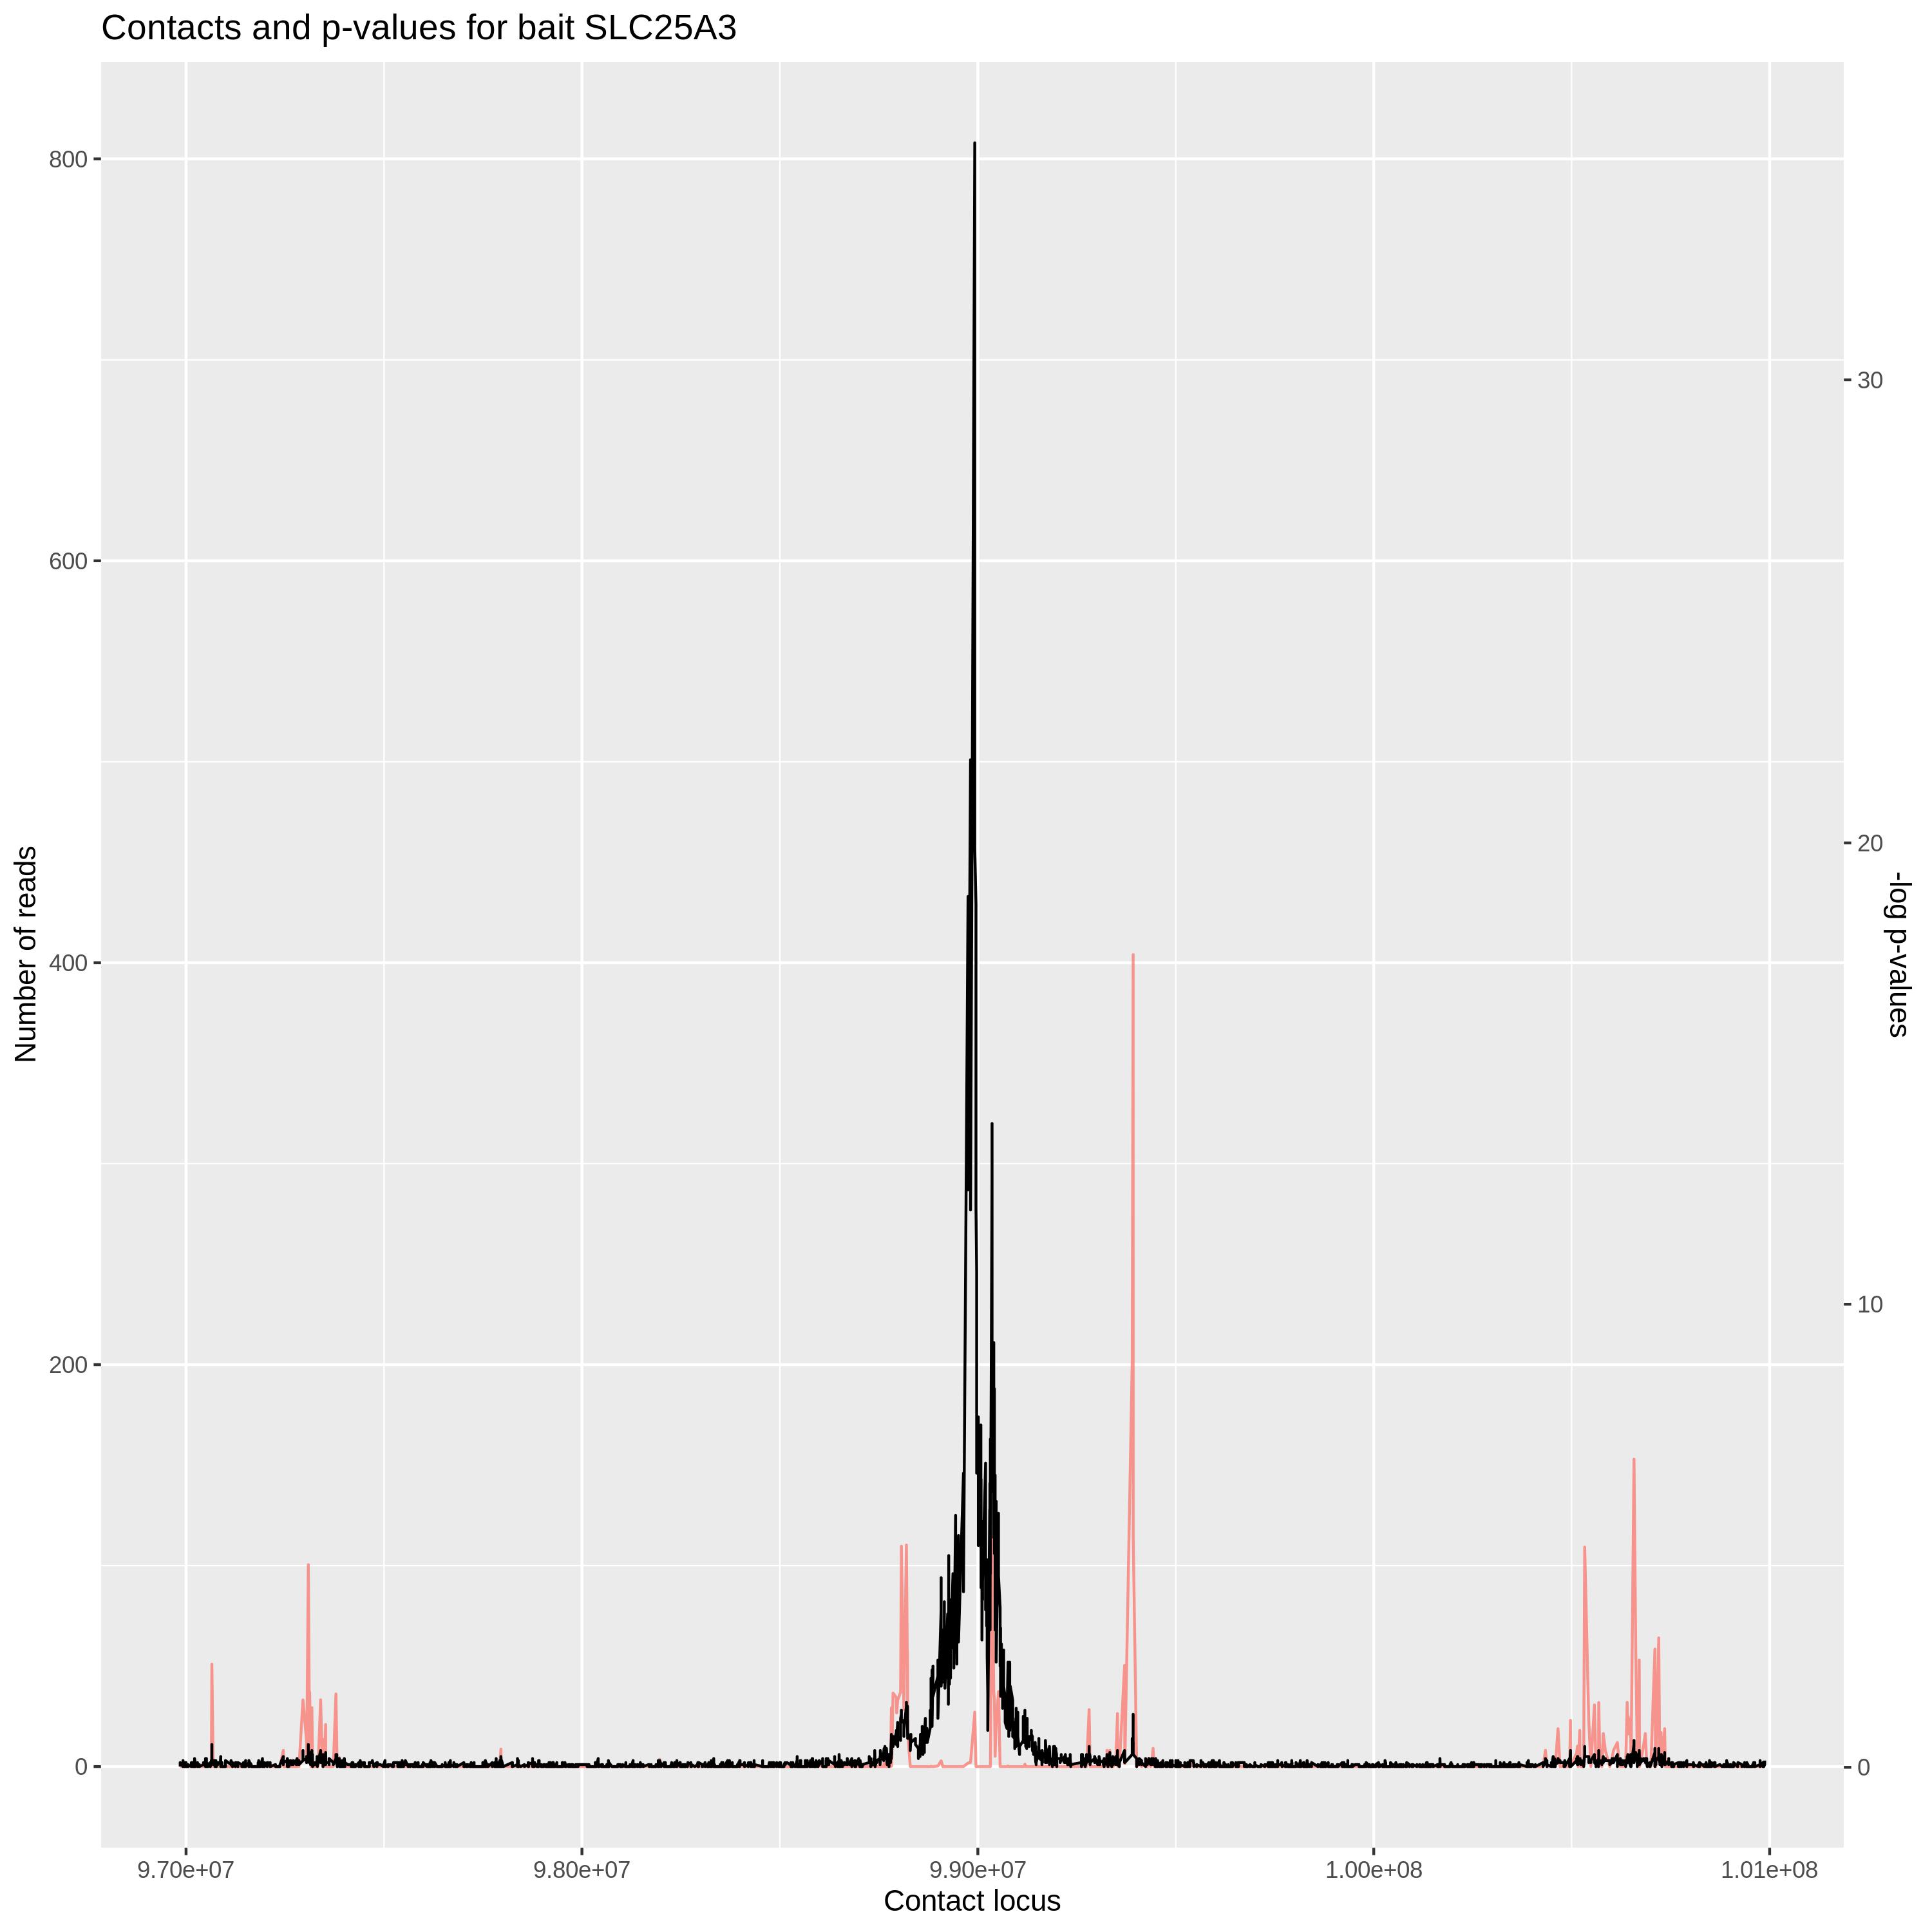 Contacts and p-values for bait SLC25A3
800
600
400
200
0
Number of reads
30
20
10
0
-log p-values
9.70e+07
9.80e+07
9.90e+07
1.00e+08
1.01e+08
Contact locus